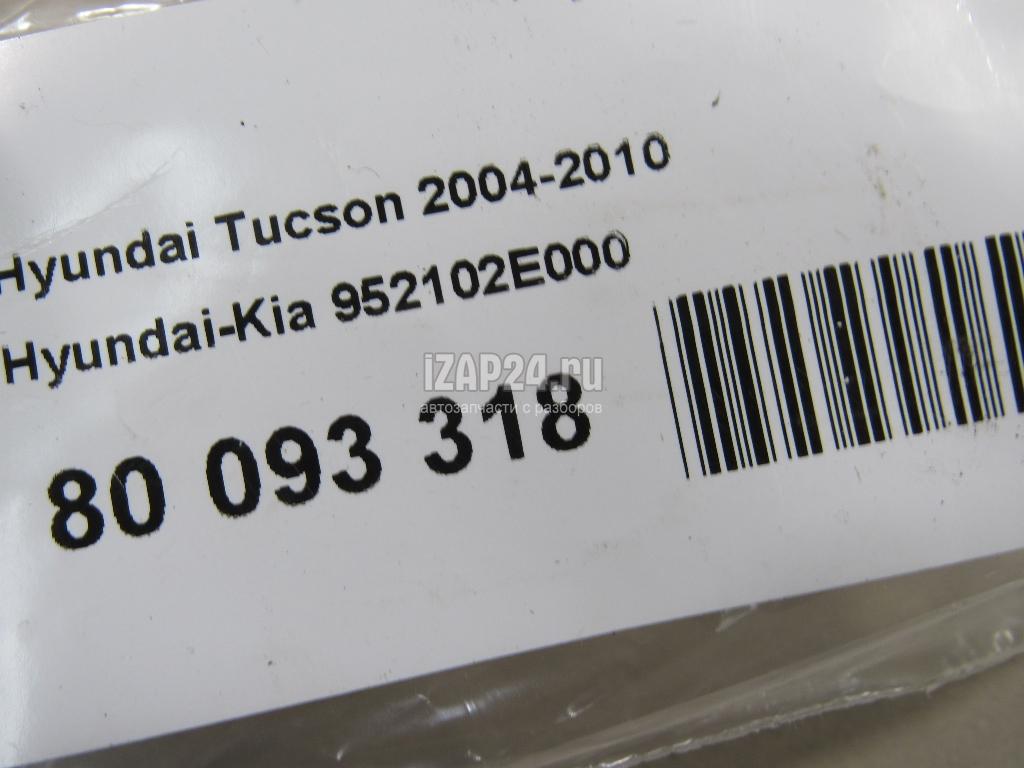 Hyundai Tucson 2004-2010
Hyundai-Kia 952102E000
iZAP24.ru
автозапчасти с разборов
80 093 318